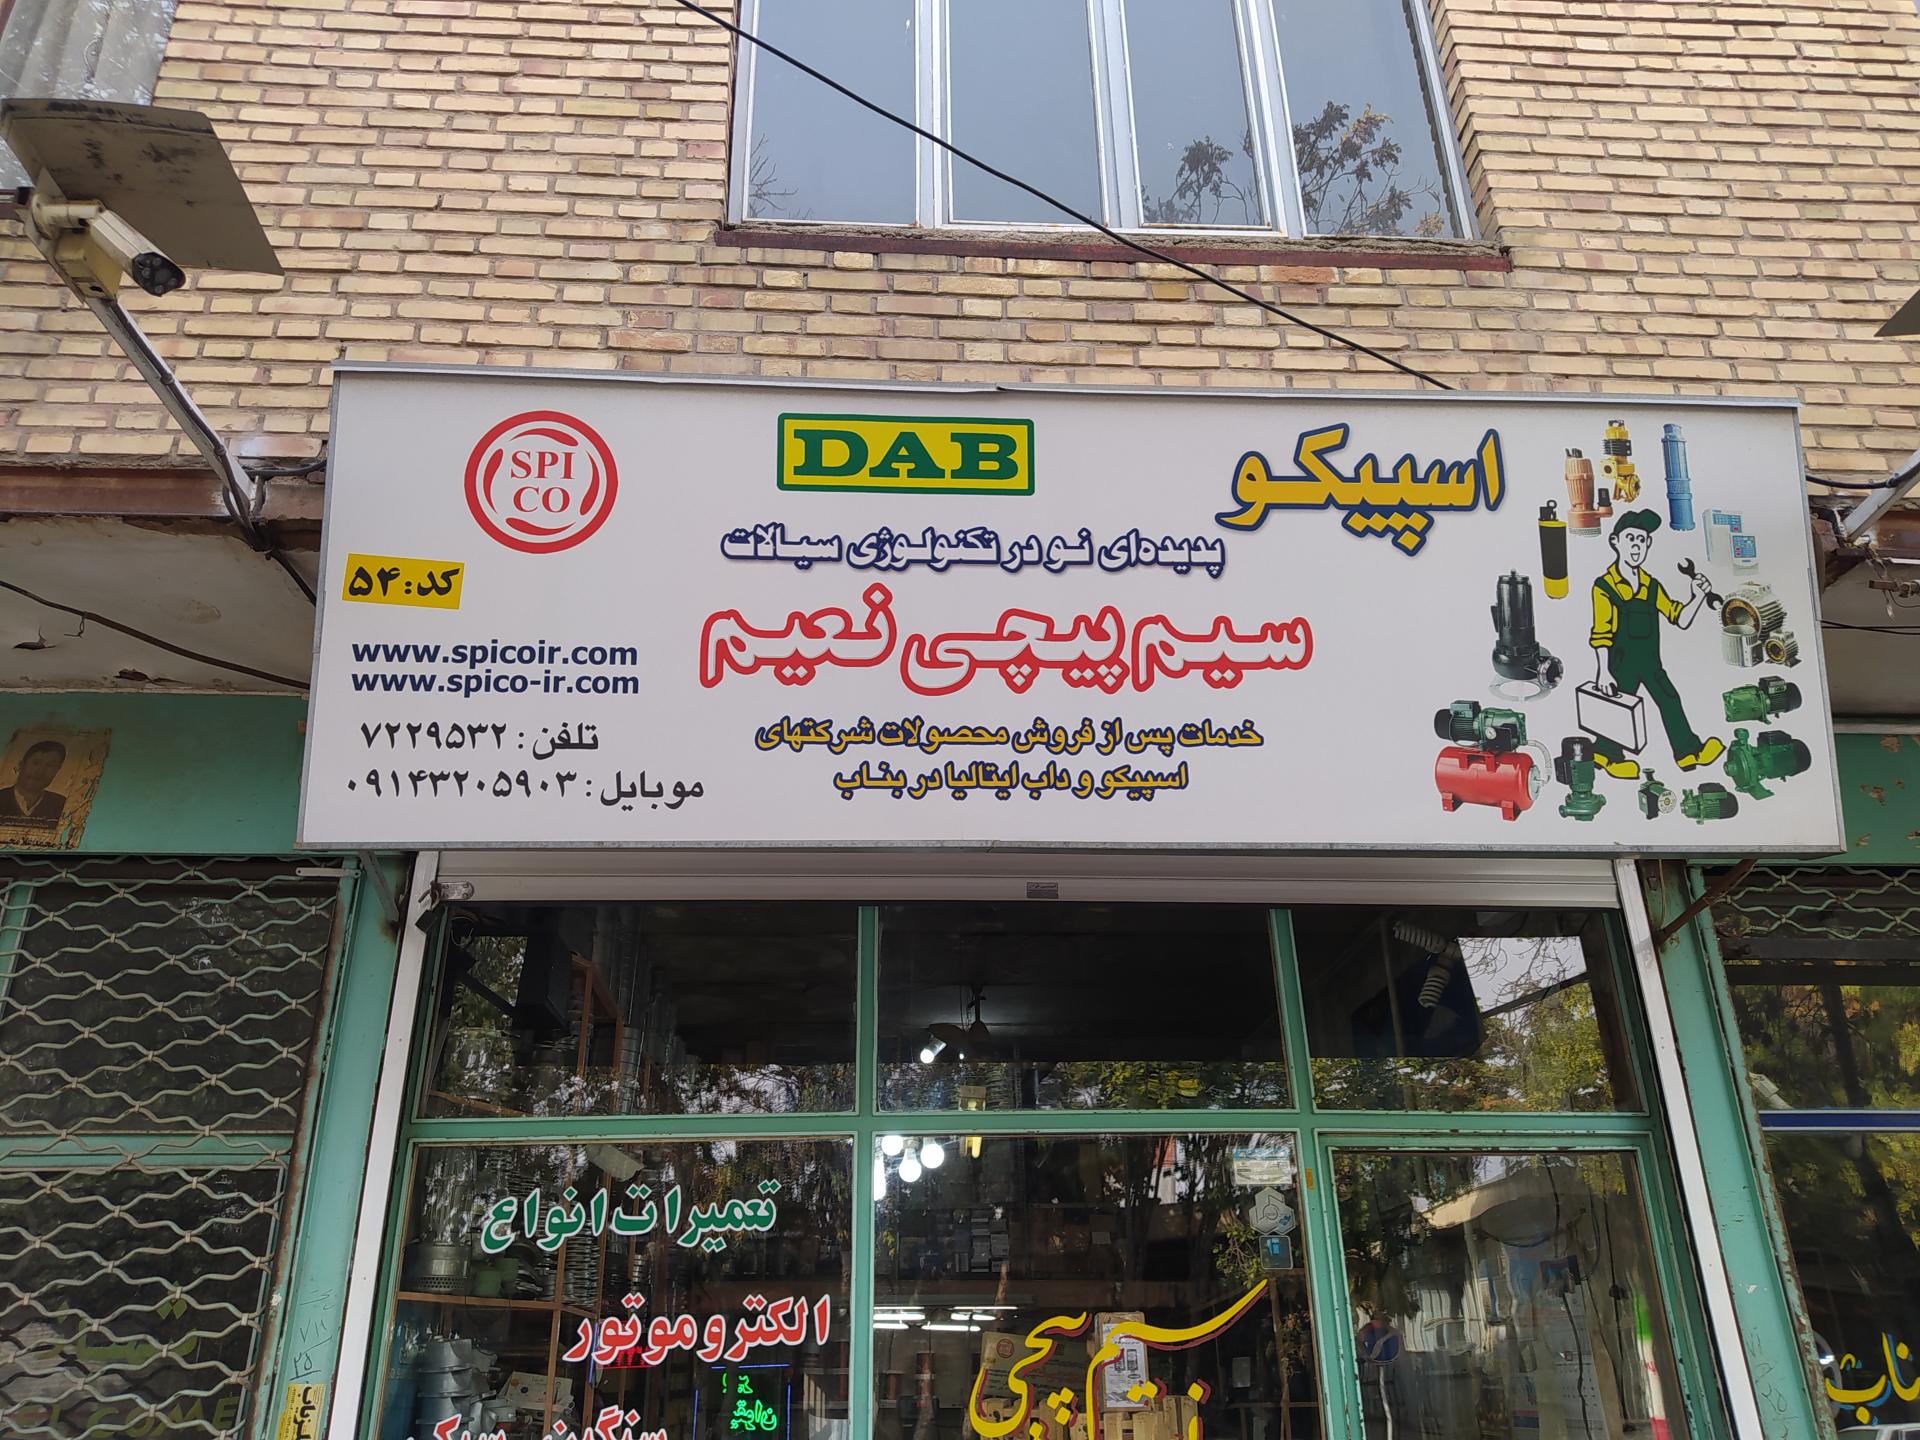 SPI
CO
DAB
اسپیکو
پدیده‌ای نو در تکنولوژی سیالات
کد: ۵۴
سیم پیچی نعیم
www.spicoir.com
www.spico-ir.com
تلفن: ۷۲۲۹۵۳۲
موبایل: ۰۹۱۴۳۲۰۵۹۰۳
خدمات پس از فروش محصولات شرکتهای
اسپیکو و داب ایتالیا در بناب
تعمیرات انواع
الکتروموتور
سیم پیچی